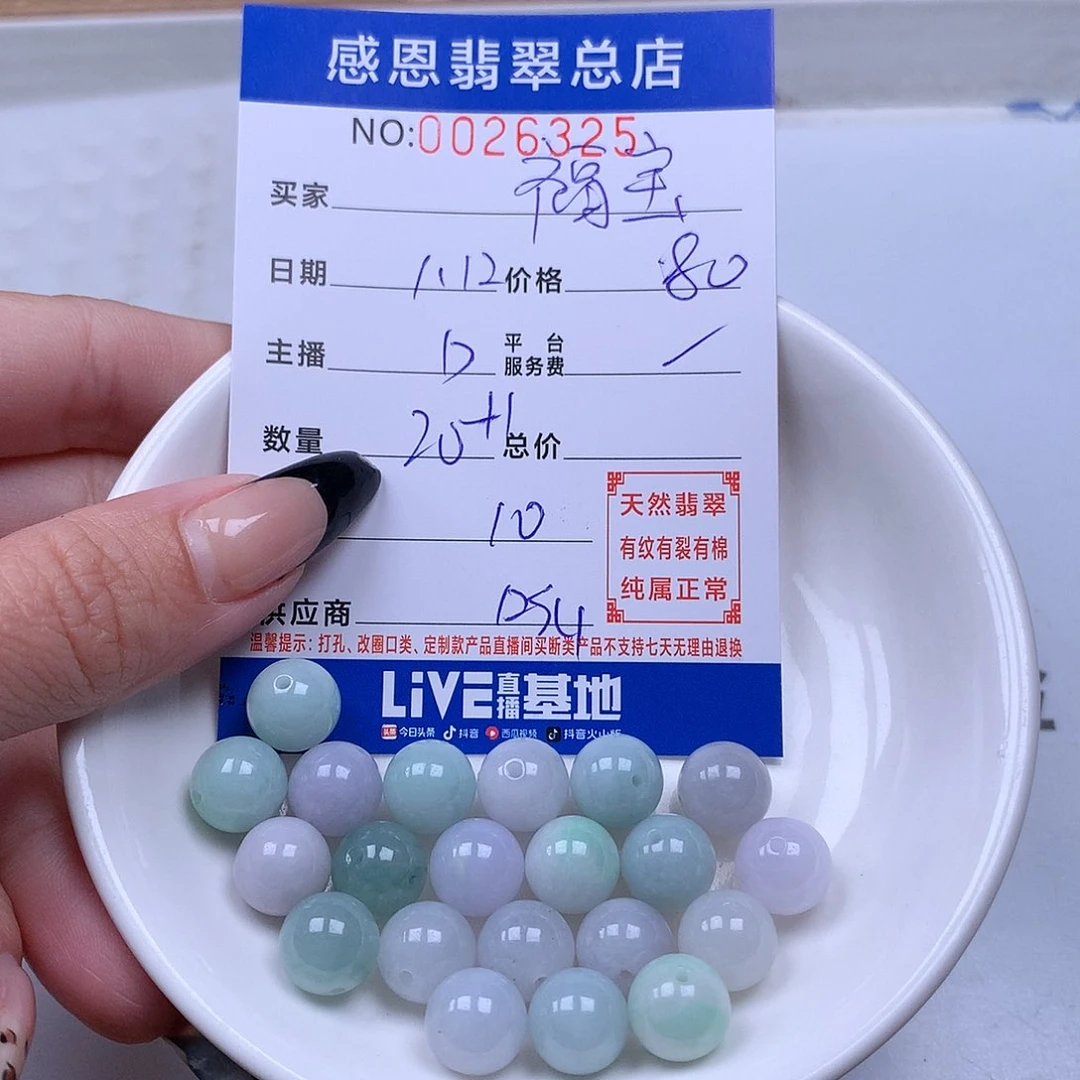 感恩翡翠总店
NO:0026325
买家 福宝
日期 1.12 价格 80
主播 D 平台服务费 /
数量 20+1 总价
10
天然翡翠
有纹有裂有棉
纯属正常
供应商 DS4
温馨提示：打孔、改圈口类、定制款产品直播间买断类产品不支持七天无理由退换
LiVE直播基地
头条 今日头条 抖音 西瓜视频 抖音火山版